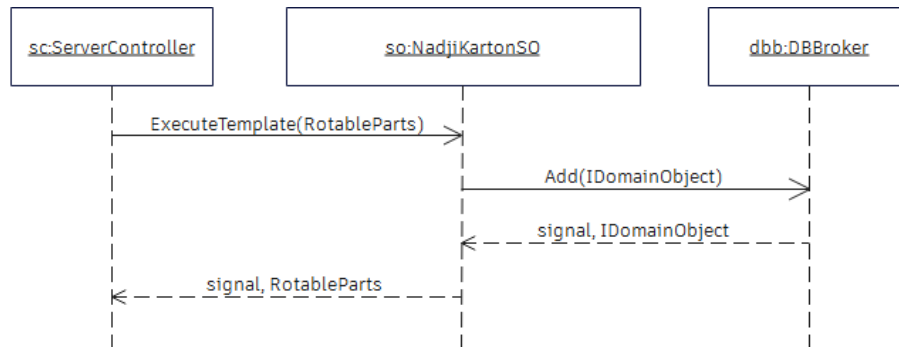 sc:ServerController
so:NadjiKartonSO
dbb:DBBroker
ExecuteTemplate(RotableParts)
Add(IDomainObject)
signal, IDomainObject
signal, RotableParts